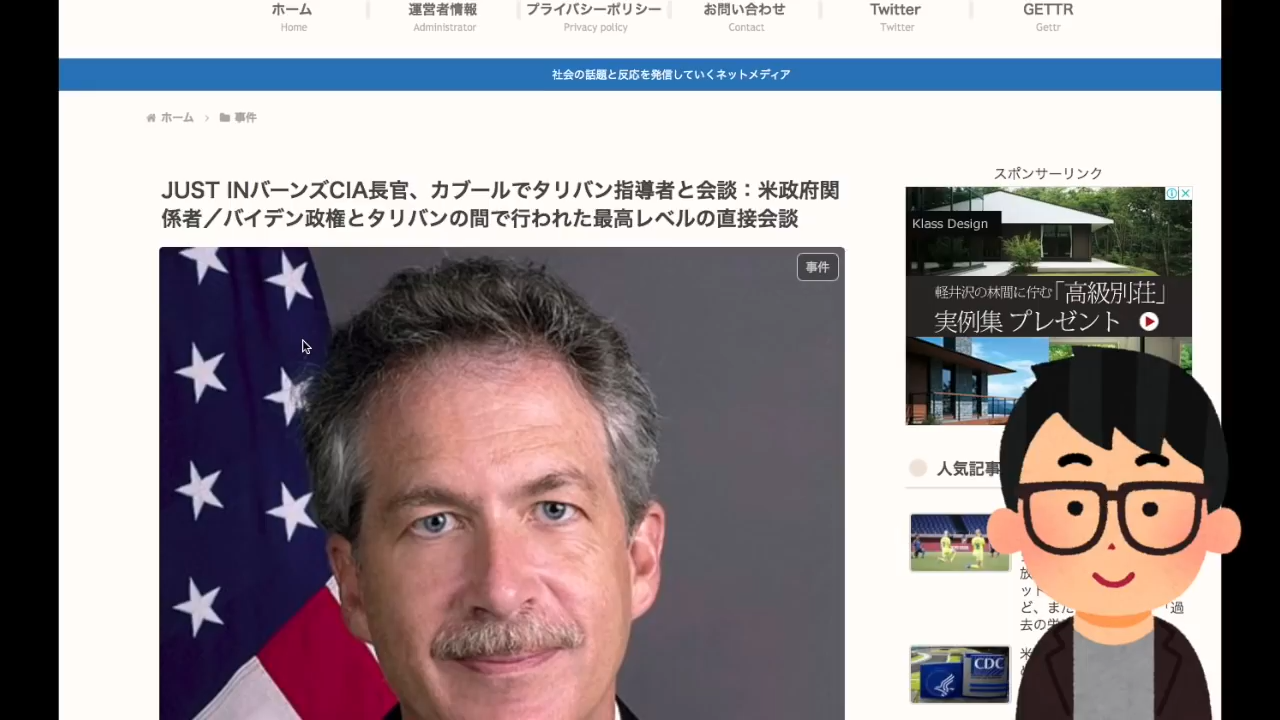 ホーム
Home
運営者情報
Administrator
プライバシーポリシー
Privacy policy
お問い合わせ
Contact
Twitter
Twitter
GETTR
Gettr
社会の話題と反応を発信していくネットメディア
ホーム
事件
JUST INバーンズCIA長官、カブールでタリバン指導者と会談：米政府関
係者／バイデン政権とタリバンの間で行われた最高レベルの直接会談
事件
スポンサーリンク
Klass Design
軽井沢の林間に佇む「高級別荘」
実例集 プレゼント
人気記事
ど、また
「過
去の栄
米
CDC